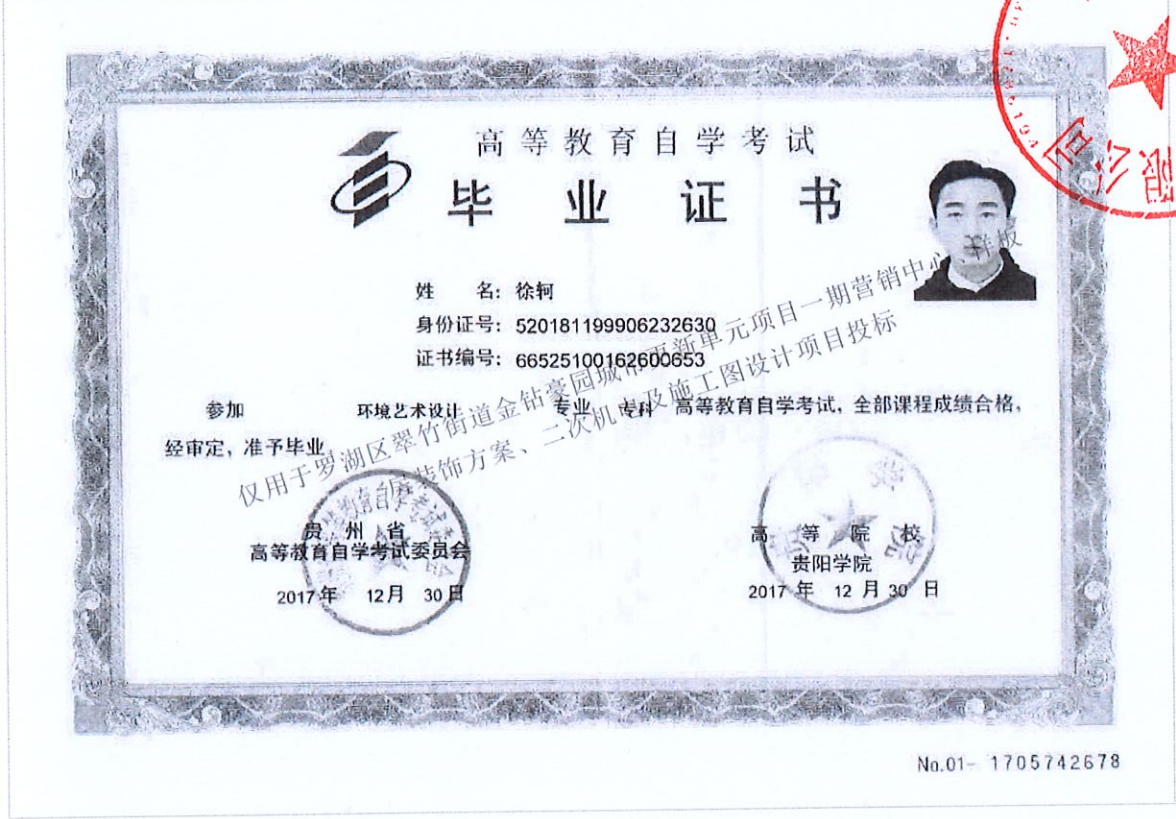 高等教育自学考试
毕业证书
姓 名：徐轲
身份证号：520181199906232630
证书编号：66525100162600653
参加 环境艺术设计 专业 专科 高等教育自学考试，全部课程成绩合格，
经审定，准予毕业
仅用于罗湖区翠竹街道金钻豪园城市更新单元项目一期营销中心、样板
房装饰方案、二次机电及施工图设计项目投标
贵州省
高等教育自学考试委员会
2017年 12月 30日
高等院校
贵阳学院
2017年 12月30日
限公司
No.01- 1705742678